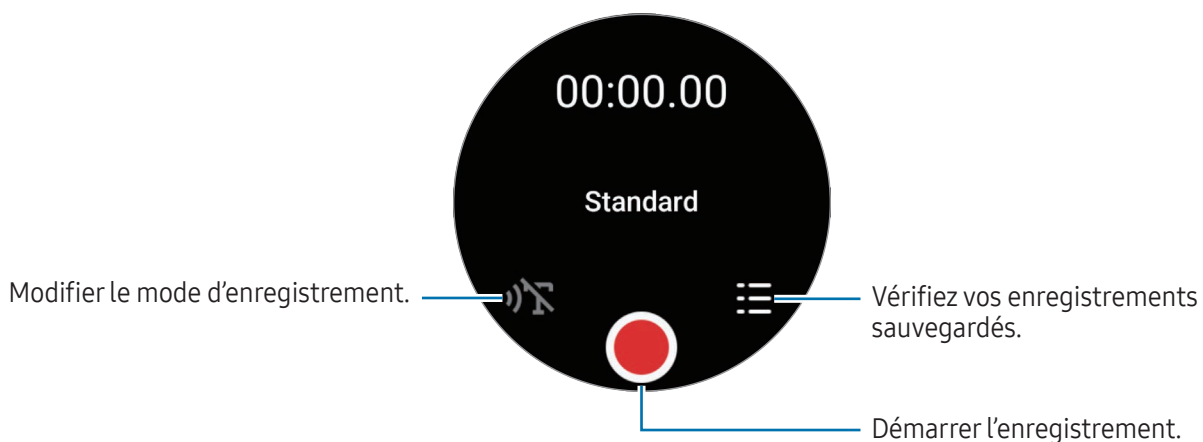 00:00.00
Standard
Modifier le mode d’enregistrement.
Vérifiez vos enregistrements
sauvegardés.
Démarrer l’enregistrement.